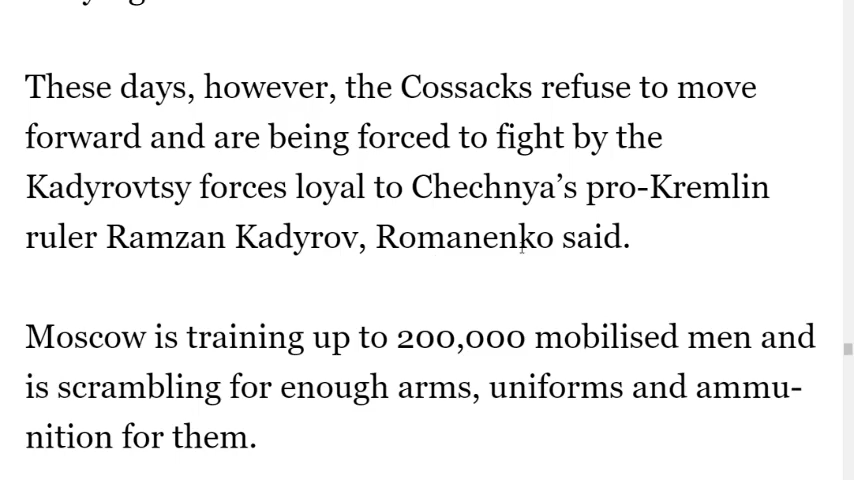 These days, however, the Cossacks refuse to move
forward and are being forced to fight by the
Kadyrovtsy forces loyal to Chechnya’s pro-Kremlin
ruler Ramzan Kadyrov, Romanenko said.
Moscow is training up to 200,000 mobilised men and
is scrambling for enough arms, uniforms and ammu-
nition for them.